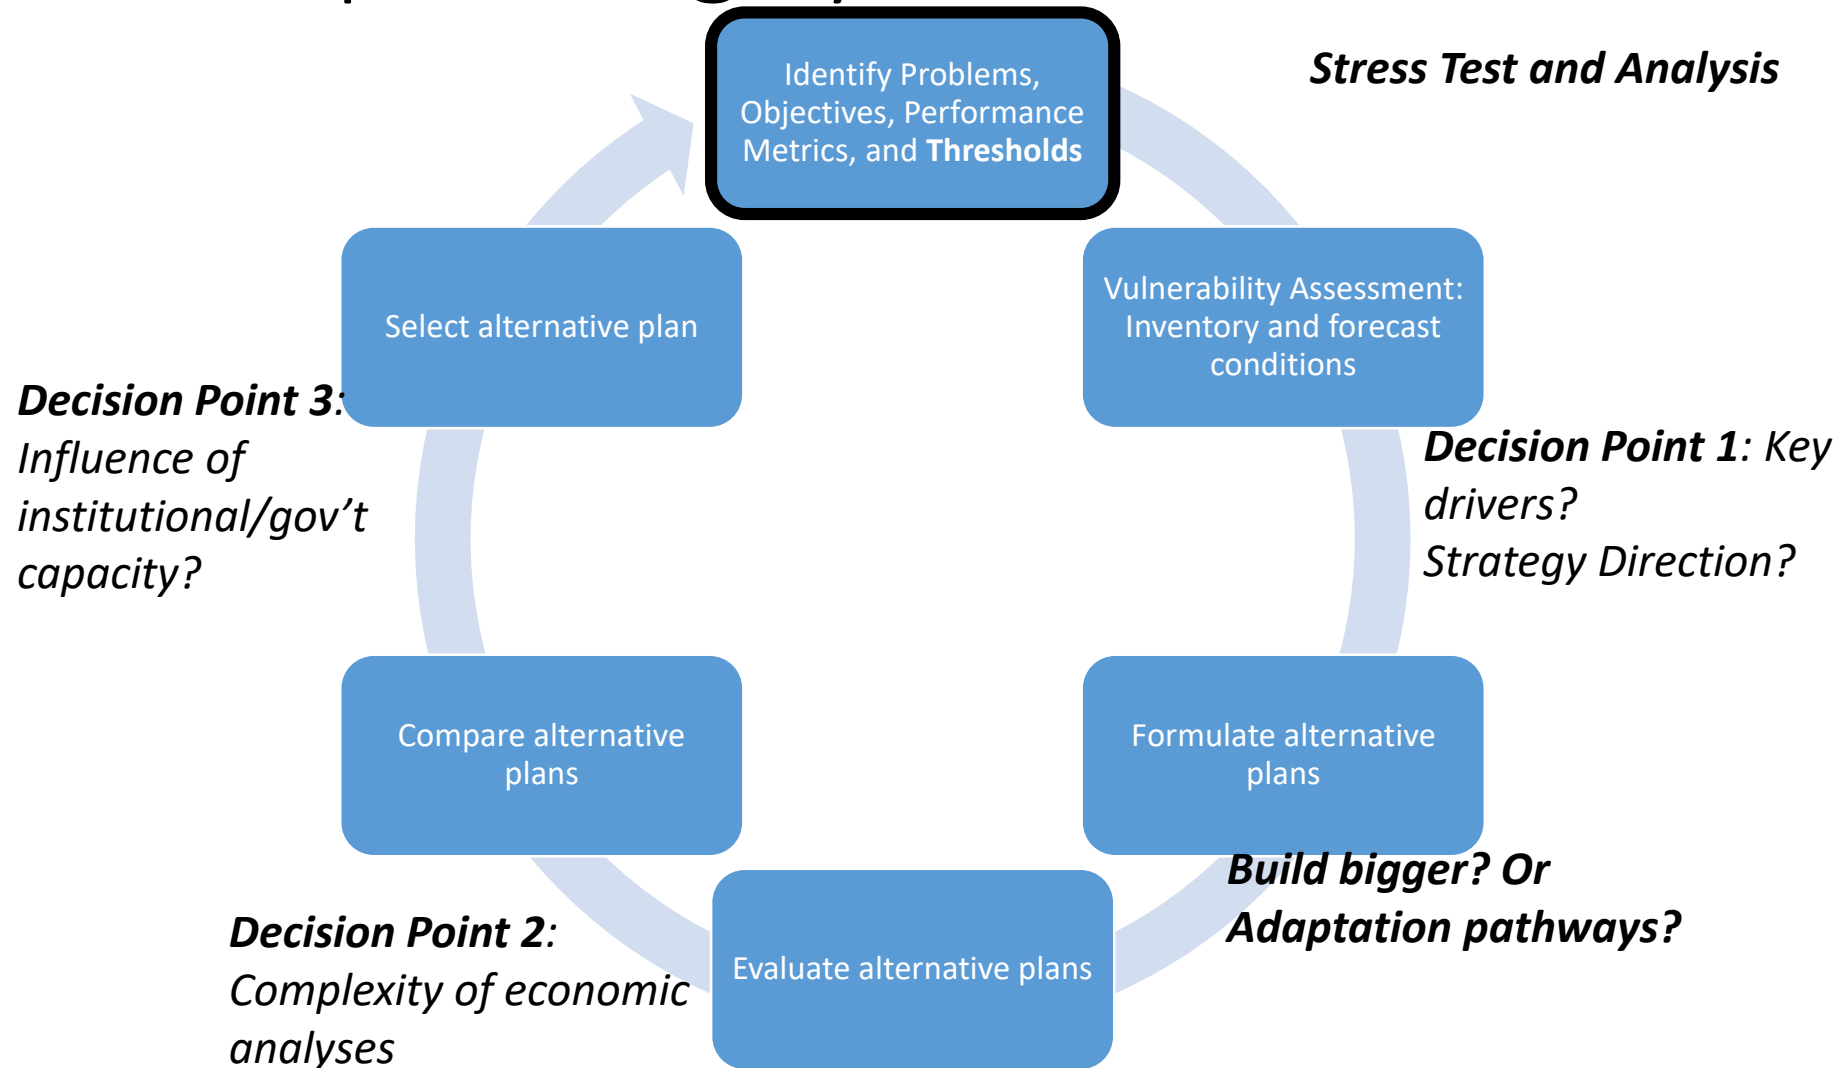 Identify Problems,
Objectives, Performance
Metrics, and Thresholds
Stress Test and Analysis
Vulnerability Assessment:
Inventory and forecast
conditions
Decision Point 1: Key
drivers?
Strategy Direction?
Formulate alternative
plans
Build bigger? Or
Adaptation pathways?
Evaluate alternative plans
Decision Point 2:
Complexity of economic
analyses
Compare alternative
plans
Decision Point 3:
Influence of
institutional/gov’t
capacity?
Select alternative plan